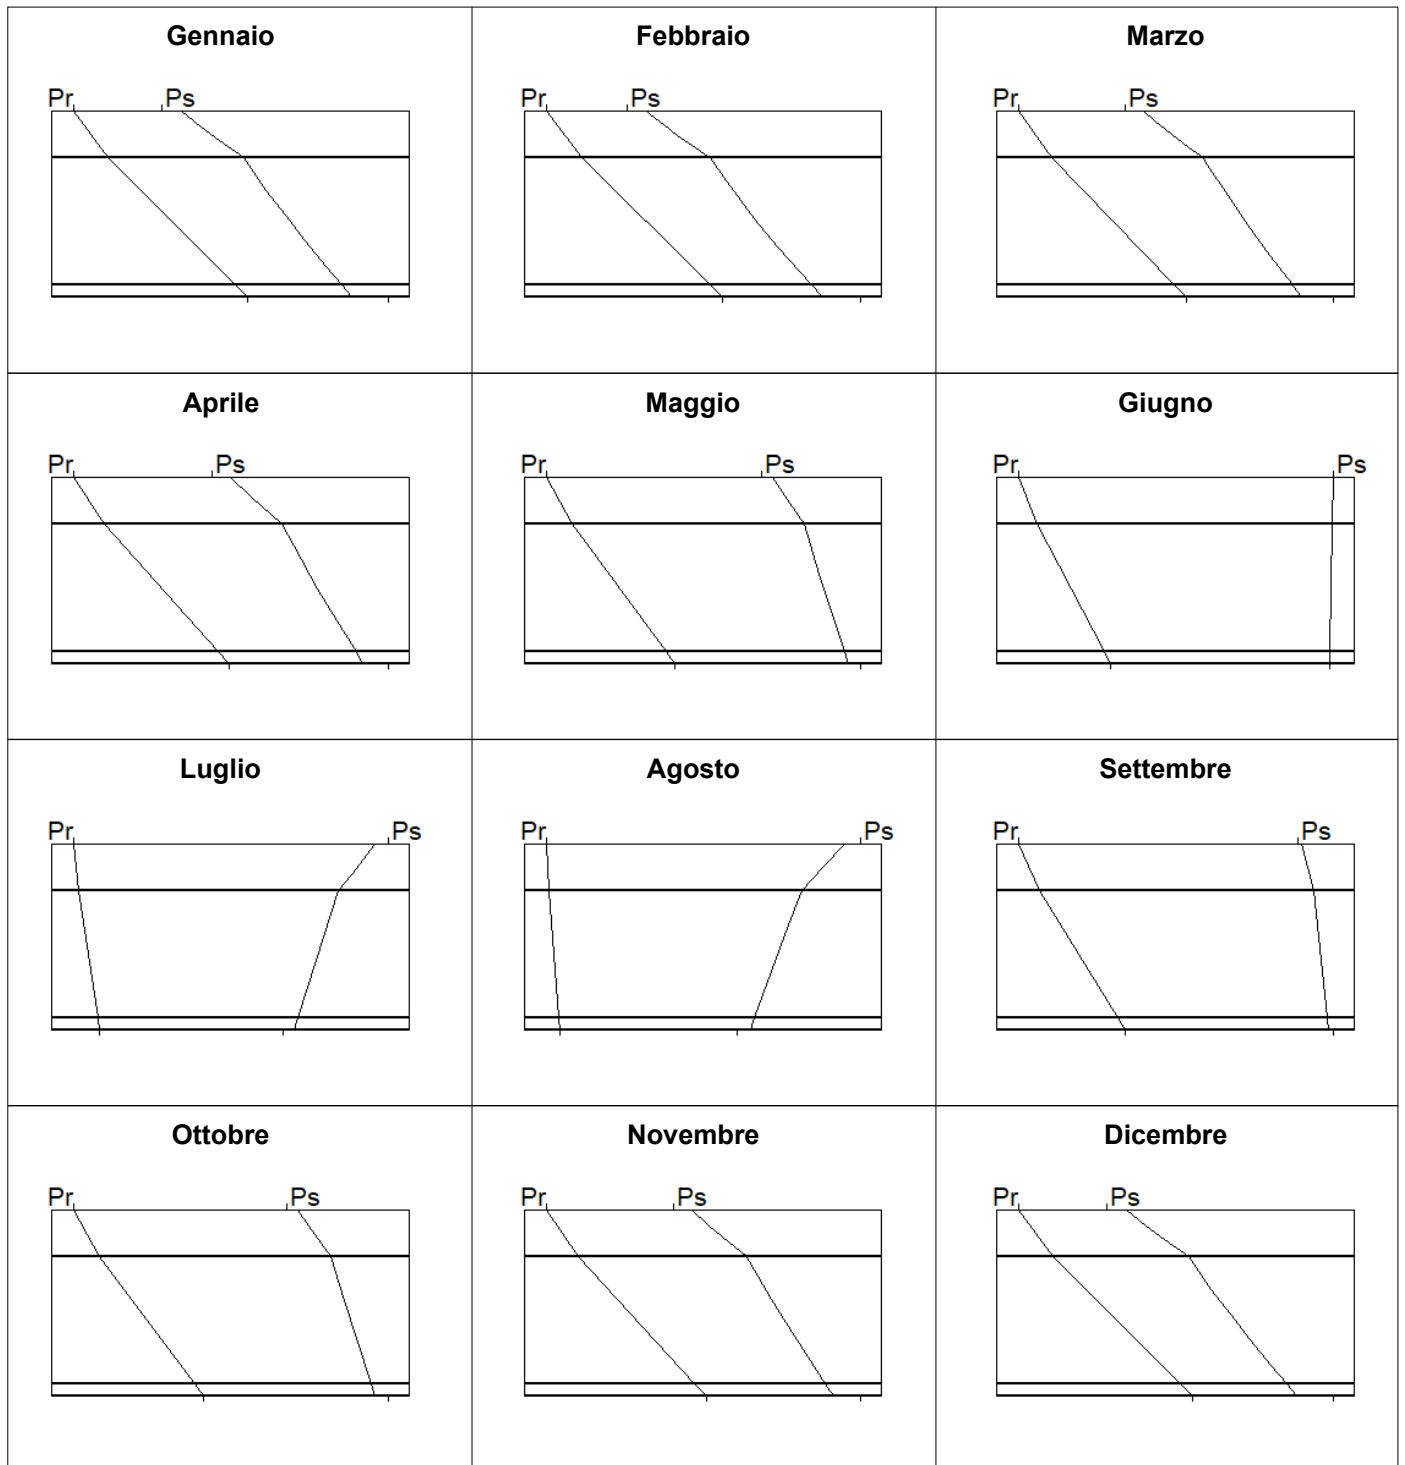 Gennaio Febbraio Marzo
Pr Ps Pr Ps Pr Ps
Aprile Maggio Giugno
Pr Ps Pr Ps Pr Ps
Luglio Agosto Settembre
Pr Ps Pr Ps Pr Ps
Ottobre Novembre Dicembre
Pr Ps Pr Ps Pr Ps